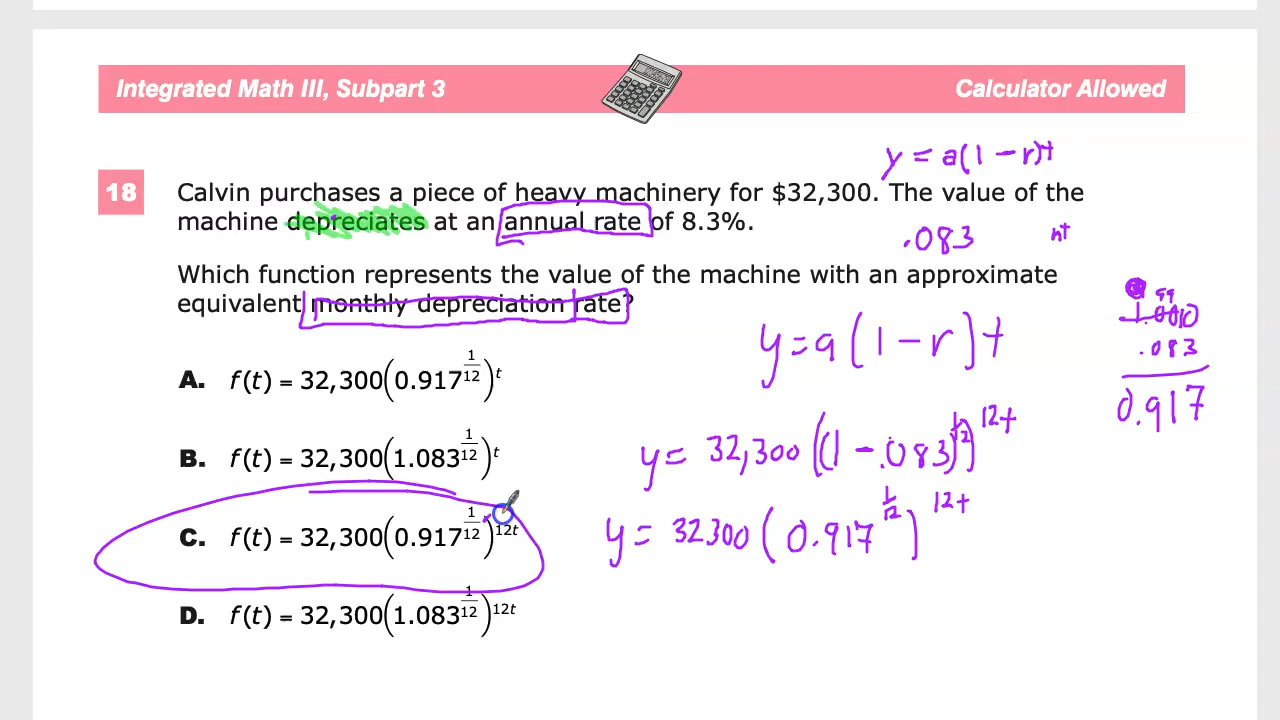 Integrated Math III, Subpart 3
Calculator Allowed
y = a(1 - r)t
18 Calvin purchases a piece of heavy machinery for $32,300. The value of the
machine depreciates at an annual rate of 8.3%.
.083
nt
Which function represents the value of the machine with an approximate
equivalent monthly depreciation rate?
99
1.0010
.083
0.917
y = a(1 - r)t
A. f(t) = 32,300(0.917^1/12)^t
y = 32,300((1 - .083)^1/12)^12t
B. f(t) = 32,300(1.083^1/12)^t
y = 32300(0.917^1/12)^12t
C. f(t) = 32,300(0.917^1/12)^12t
D. f(t) = 32,300(1.083^1/12)^12t